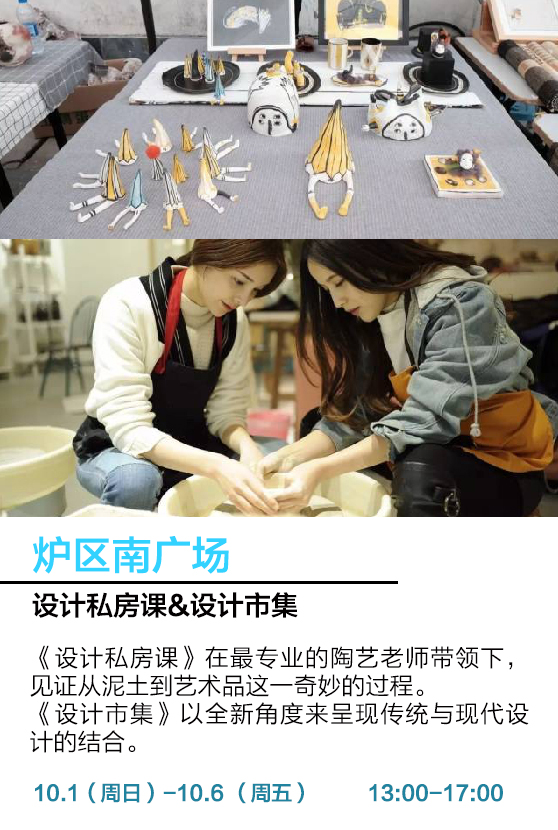 炉区南广场
设计私房课&设计市集
《设计私房课》在最专业的陶艺老师带领下，
见证从泥土到艺术品这一奇妙的过程。
《设计市集》以全新角度来呈现传统与现代设
计的结合。
10.1（周日）-10.6（周五） 13:00-17:00